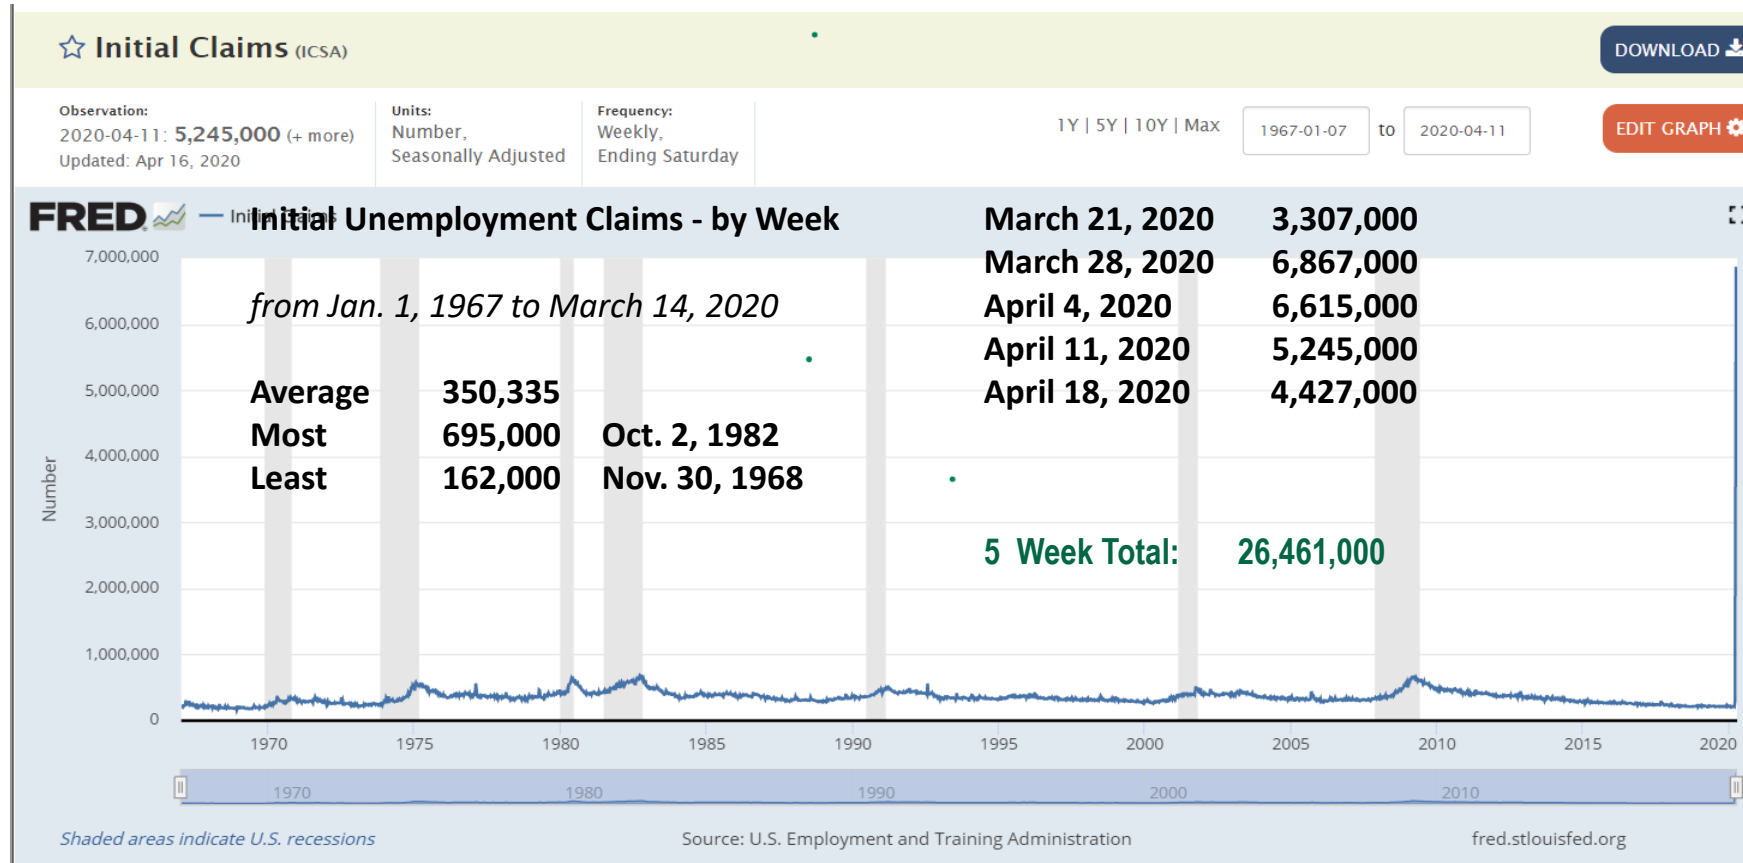 Initial Claims (ICSA)
DOWNLOAD
Observation:
2020-04-11: 5,245,000 (+ more)
Updated: Apr 16, 2020
Units:
Number,
Seasonally Adjusted
Frequency:
Weekly,
Ending Saturday
1Y | 5Y | 10Y | Max
1967-01-07 to 2020-04-11
EDIT GRAPH
FRED — Initial Claims
Initial Unemployment Claims - by Week
from Jan. 1, 1967 to March 14, 2020
Average 350,335
Most 695,000 Oct. 2, 1982
Least 162,000 Nov. 30, 1968
March 21, 2020 3,307,000
March 28, 2020 6,867,000
April 4, 2020 6,615,000
April 11, 2020 5,245,000
April 18, 2020 4,427,000
5 Week Total: 26,461,000
Number
7,000,000
6,000,000
5,000,000
4,000,000
3,000,000
2,000,000
1,000,000
0
1970 1975 1980 1985 1990 1995 2000 2005 2010 2015 2020
1970 1980 1990 2000 2010
Shaded areas indicate U.S. recessions
Source: U.S. Employment and Training Administration
fred.stlouisfed.org